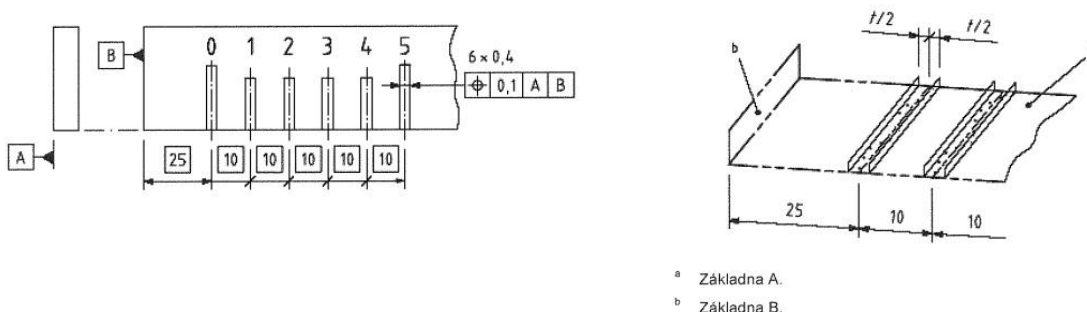 B
0 1 2 3 4 5
6 × 0,4
⌖ 0,1 A B
A
25 10 10 10 10 10
b
t/2 t/2
25 10 10
a Základna A.
b Základna B.